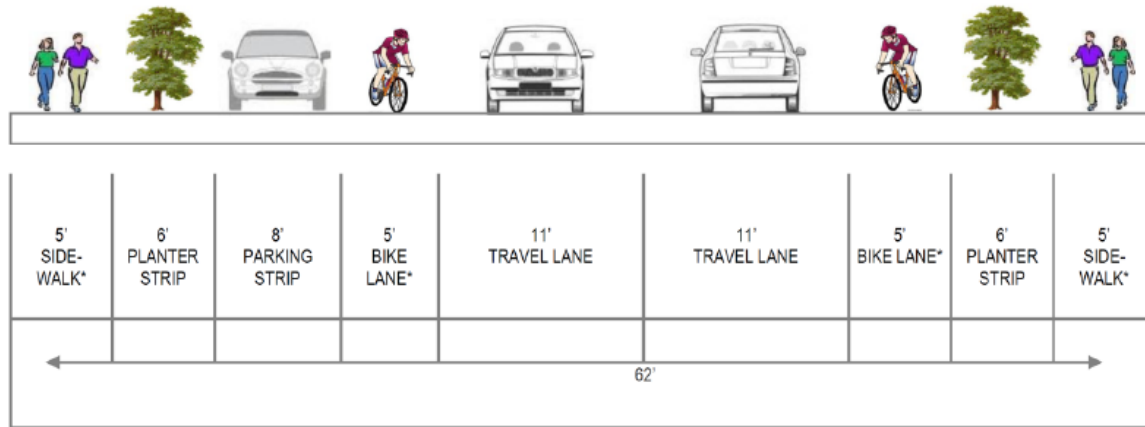 5'
SIDE-
WALK*
6'
PLANTER
STRIP
8'
PARKING
STRIP
5'
BIKE
LANE*
11'
TRAVEL LANE
11'
TRAVEL LANE
5'
BIKE LANE*
6'
PLANTER
STRIP
5'
SIDE-
WALK*
62'